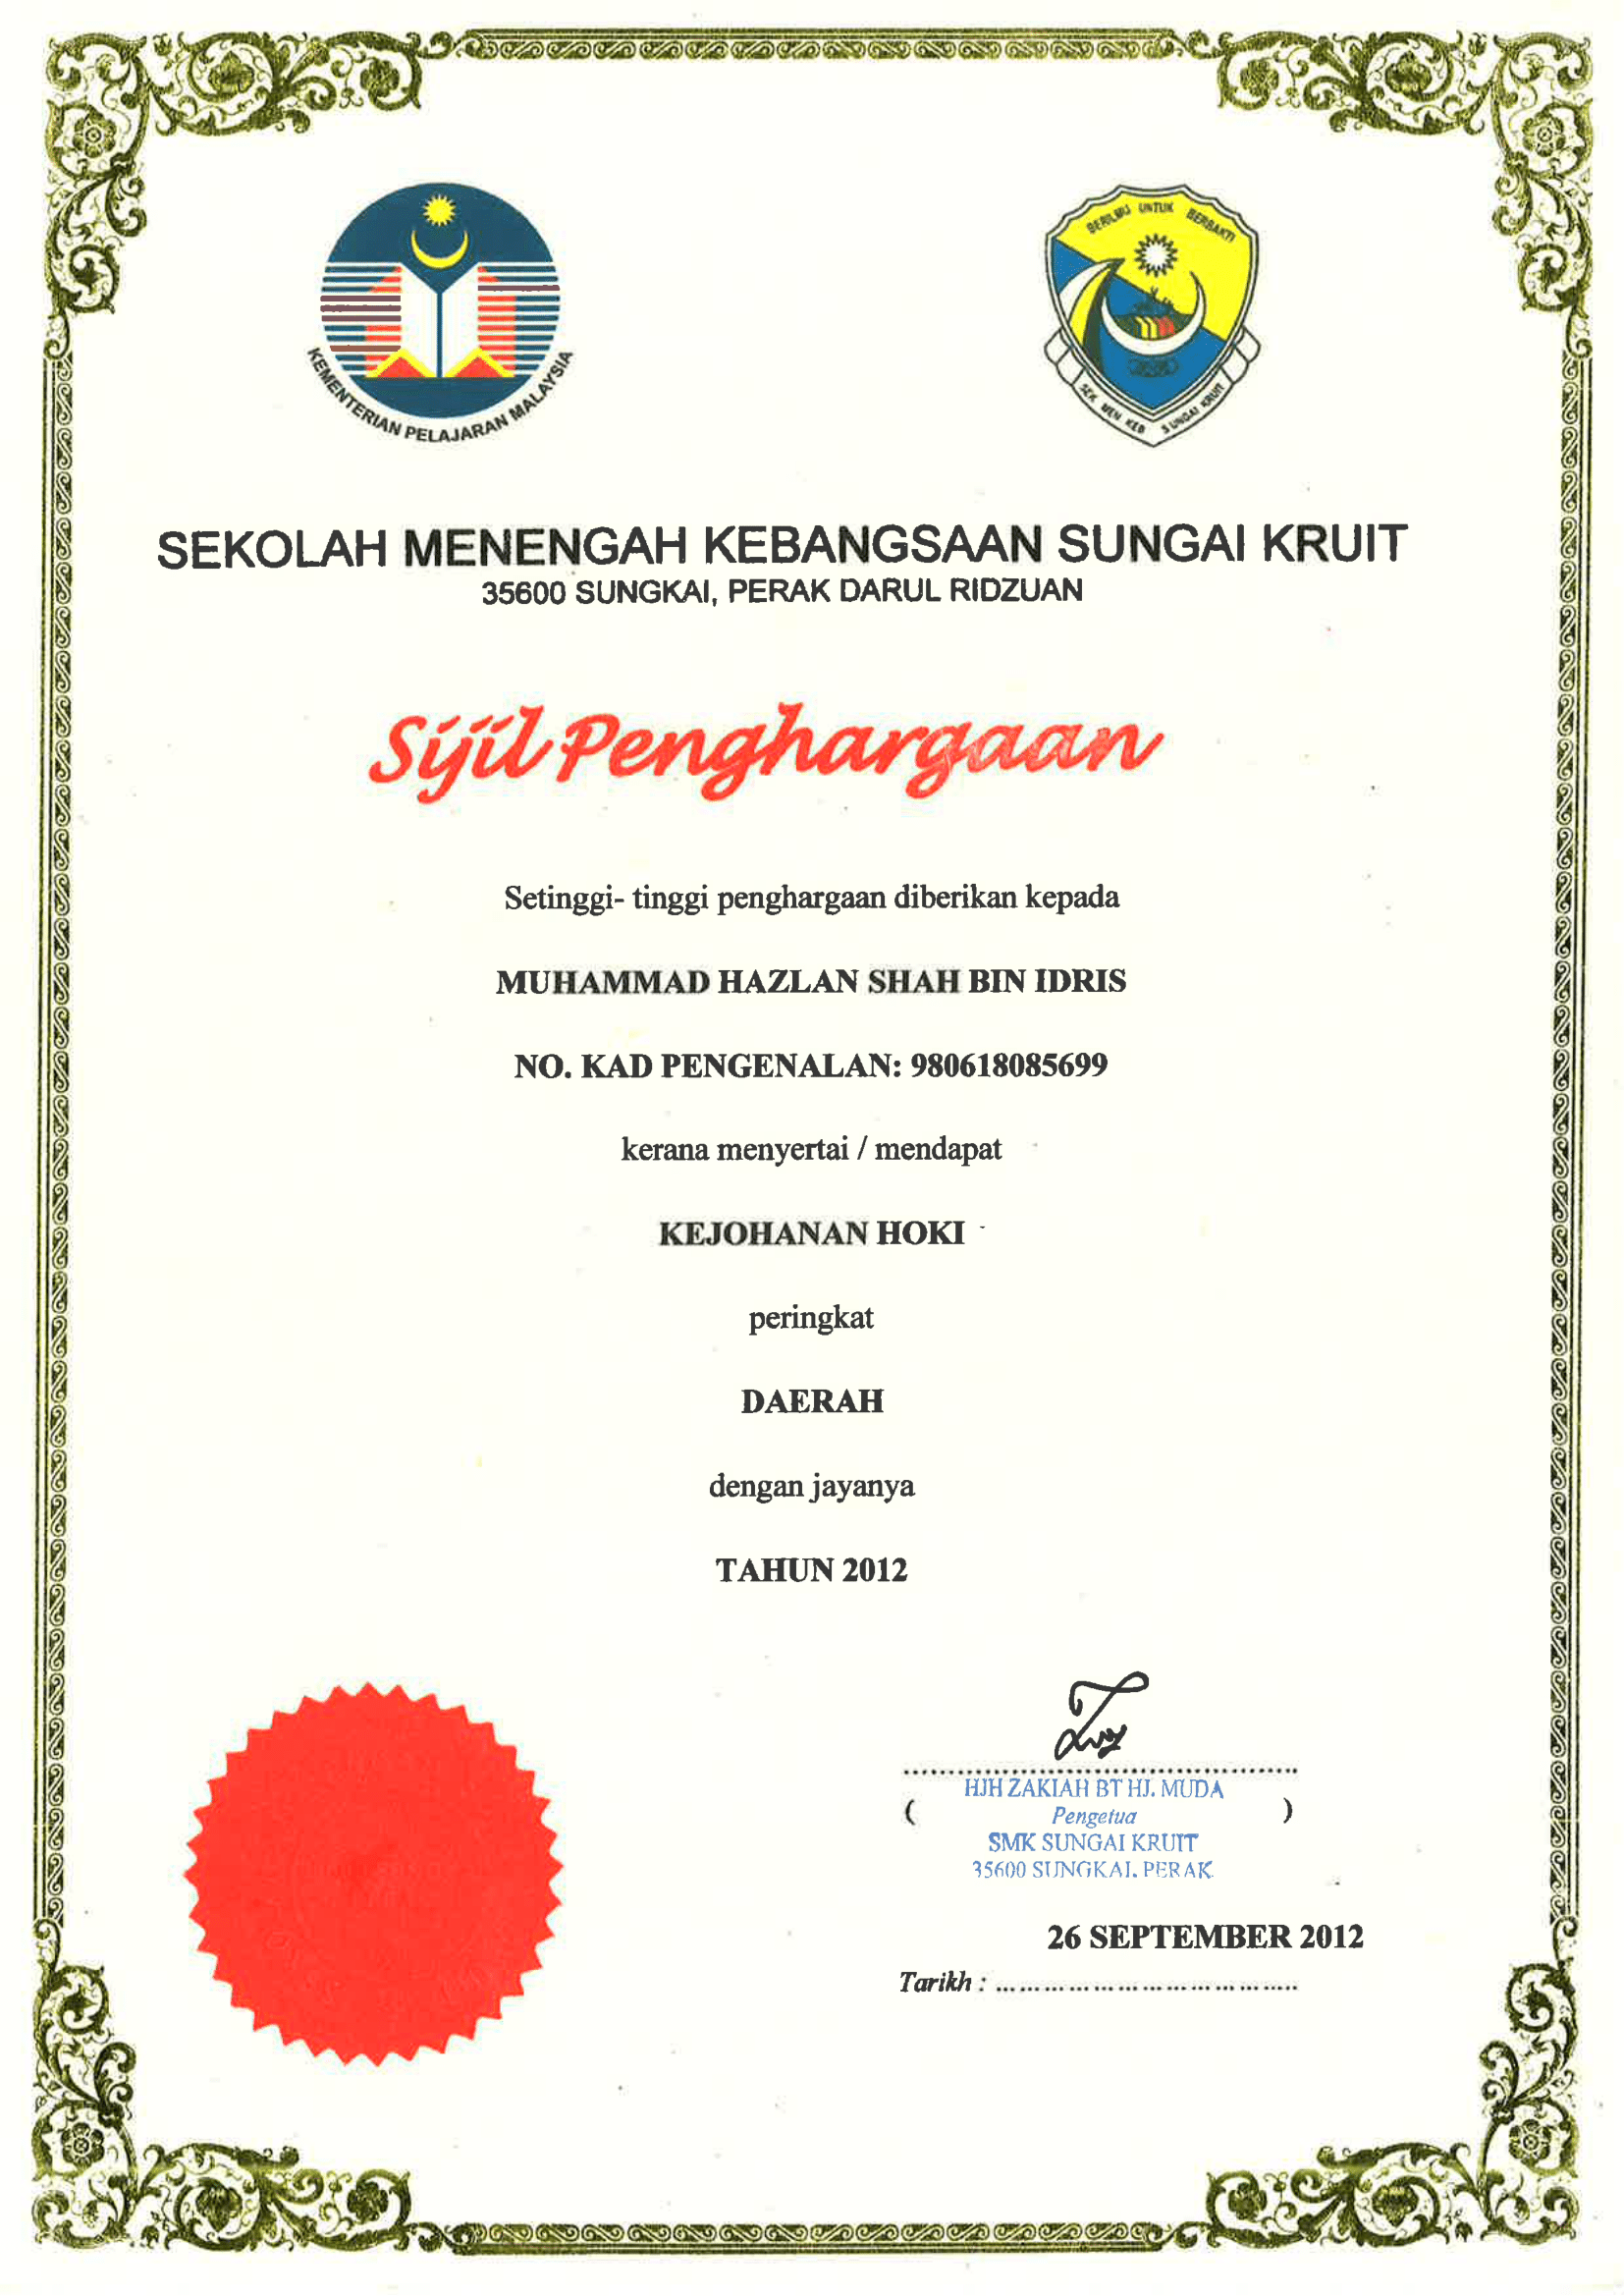 KEMENTERIAN PELAJARAN MALAYSIA
BERILMU UNTUK BERBAKTI
SEK MEN KEB SUNGAI KRUIT
SEKOLAH MENENGAH KEBANGSAAN SUNGAI KRUIT
35600 SUNGKAI, PERAK DARUL RIDZUAN
Sijil Penghargaan
Setinggi- tinggi penghargaan diberikan kepada
MUHAMMAD HAZLAN SHAH BIN IDRIS
NO. KAD PENGENALAN: 980618085699
kerana menyertai / mendapat
KEJOHANAN HOKI
peringkat
DAERAH
dengan jayanya
TAHUN 2012
HJH ZAKIAH BT HJ. MUDA
( Pengetua )
SMK SUNGAI KRUIT
35600 SUNGKAI, PERAK
26 SEPTEMBER 2012
Tarikh : ........................................